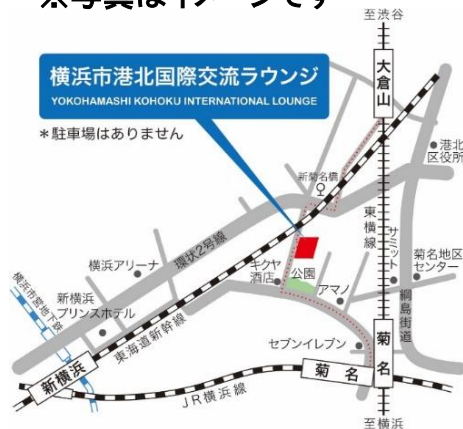 ※写真はイメージです
至渋谷
大倉山
横浜市港北国際交流ラウンジ
YOKOHAMASHI KOHOKU INTERNATIONAL LOUNGE
*駐車場はありません
港北
区役所
新菊名橋
東横線
サミット
菊名地区
センター
環状2号線
横浜アリーナ
キクヤ
酒店
公園
アマノ
綱島街道
横浜市営地下鉄
新横浜
プリンスホテル
東海道新幹線
セブンイレブン
菊名
新横浜
菊名
JR横浜線
至横浜